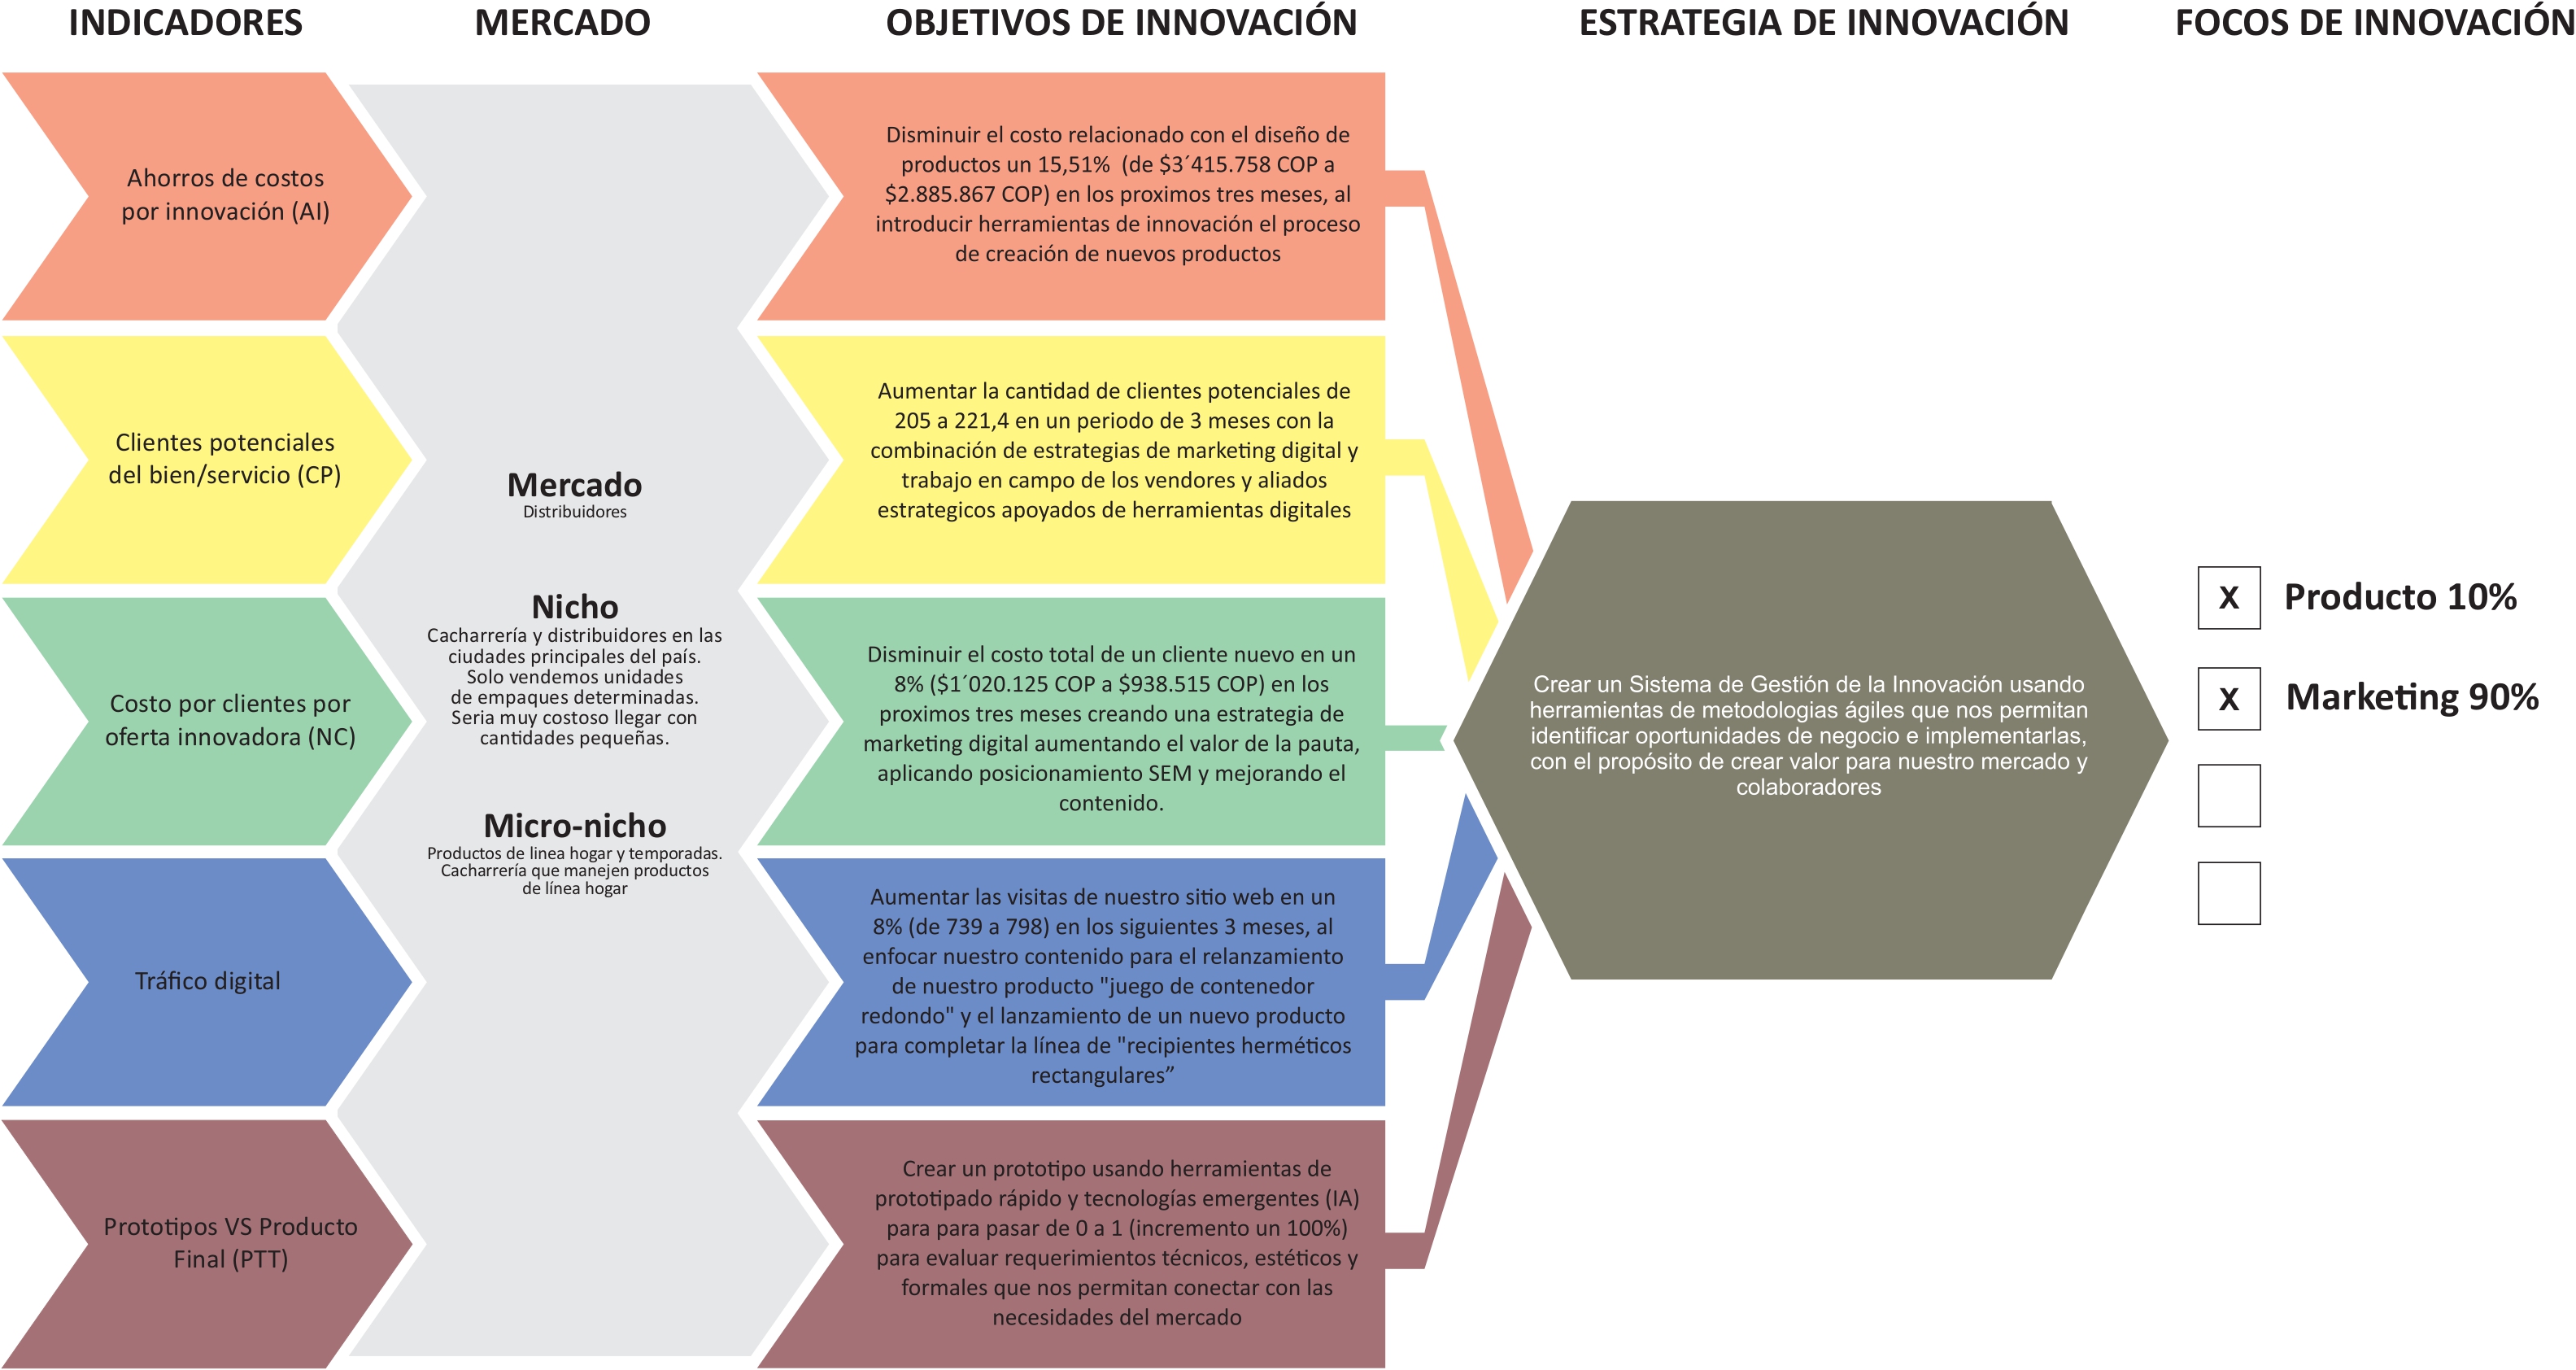 INDICADORES
MERCADO
OBJETIVOS DE INNOVACIÓN
ESTRATEGIA DE INNOVACIÓN
FOCOS DE INNOVACIÓN
Ahorros de costos
por innovación (AI)
Clientes potenciales
del bien/servicio (CP)
Costo por clientes por
oferta innovadora (NC)
Tráfico digital
Prototipos VS Producto
Final (PTT)
Mercado
Distribuidores
Nicho
Cacharrería y distribuidores en las
ciudades principales del país.
Solo vendemos unidades
de empaques determinadas.
Seria muy costoso llegar con
cantidades pequeñas.
Micro-nicho
Productos de linea hogar y temporadas.
Cacharrería que manejen productos
de línea hogar
Disminuir el costo relacionado con el diseño de
productos un 15,51%  (de $3´415.758 COP a
$2.885.867 COP) en los proximos tres meses, al
introducir herramientas de innovación el proceso
de creación de nuevos productos
Aumentar la cantidad de clientes potenciales de
205 a 221,4 en un periodo de 3 meses con la
combinación de estrategias de marketing digital y
trabajo en campo de los vendores y aliados
estrategicos apoyados de herramientas digitales
Disminuir el costo total de un cliente nuevo en un
8% ($1´020.125 COP a $938.515 COP) en los
proximos tres meses creando una estrategia de
marketing digital aumentando el valor de la pauta,
aplicando posicionamiento SEM y mejorando el
contenido.
Aumentar las visitas de nuestro sitio web en un
8% (de 739 a 798) en los siguientes 3 meses, al
enfocar nuestro contenido para el relanzamiento
de nuestro producto "juego de contenedor
redondo" y el lanzamiento de un nuevo producto
para completar la línea de "recipientes herméticos
rectangulares”
Crear un prototipo usando herramientas de
prototipado rápido y tecnologías emergentes (IA)
para para pasar de 0 a 1 (incremento un 100%)
para evaluar requerimientos técnicos, estéticos y
formales que nos permitan conectar con las
necesidades del mercado
Crear un Sistema de Gestión de la Innovación usando
herramientas de metodologias ágiles que nos permitan
identificar oportunidades de negocio e implementarlas,
con el propósito de crear valor para nuestro mercado y
colaboradores
X Producto 10%
X Marketing 90%